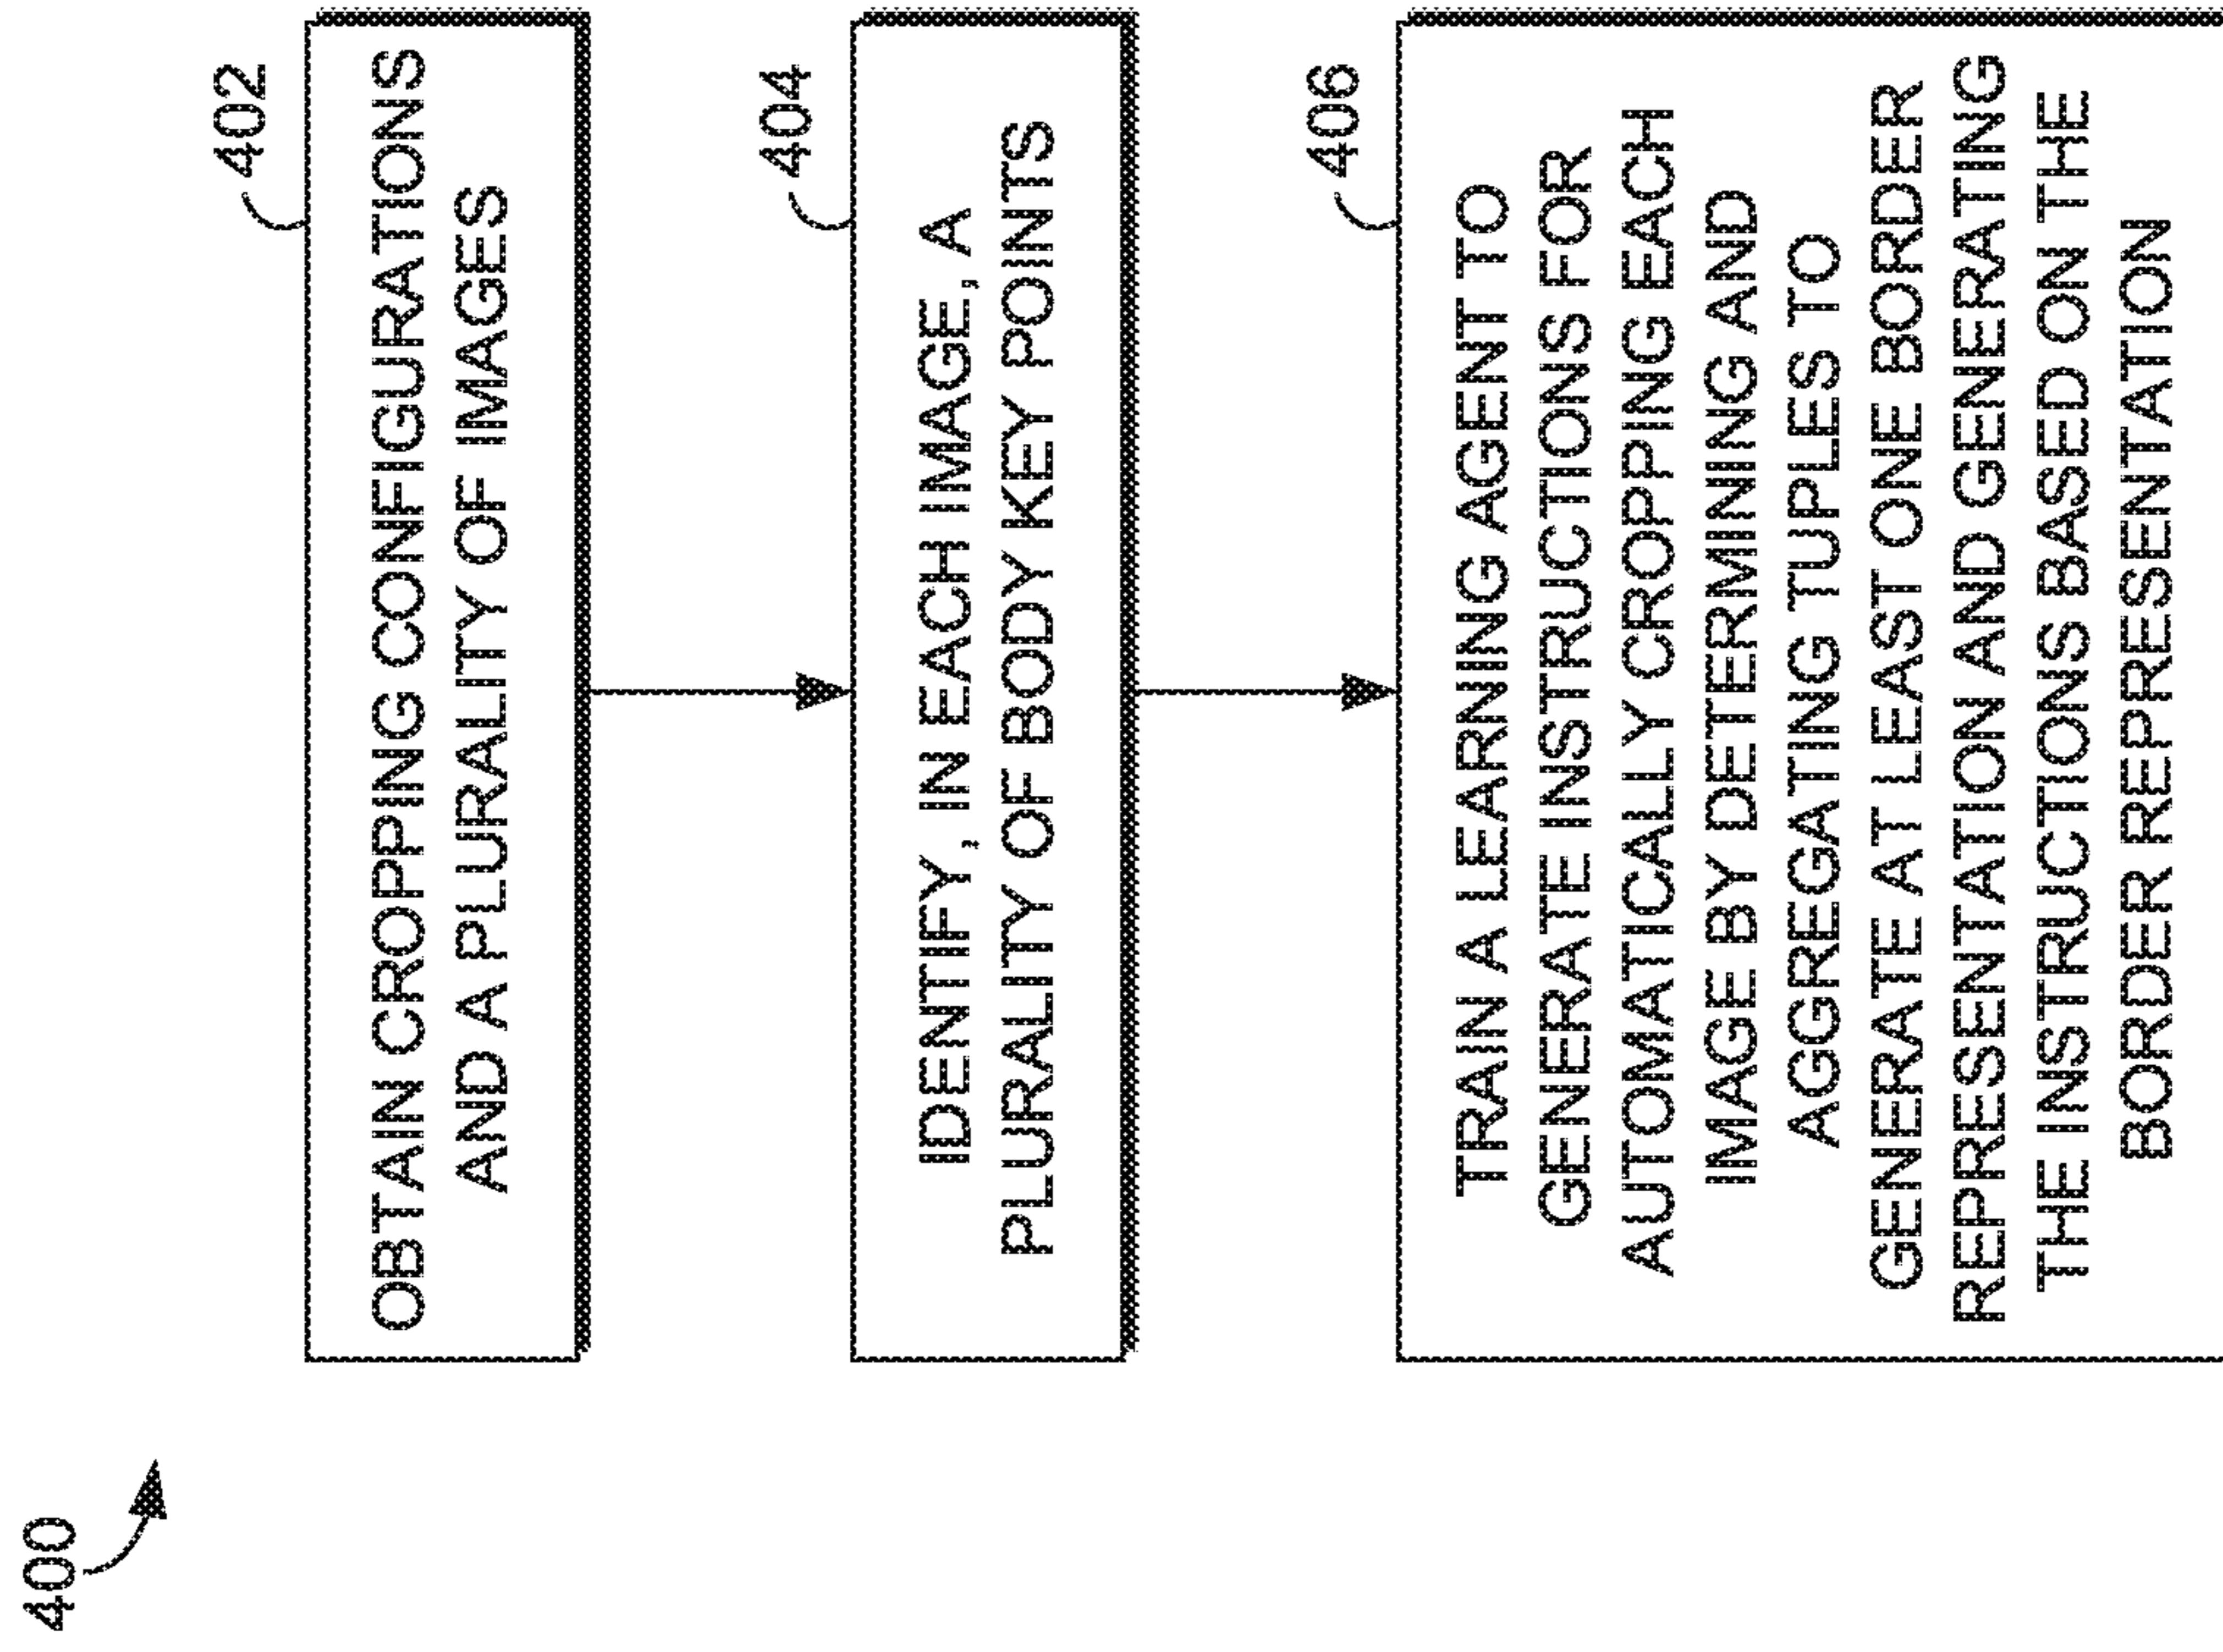 400
402
OBTAIN CROPPING CONFIGURATIONS
AND A PLURALITY OF IMAGES
404
IDENTIFY, IN EACH IMAGE, A
PLURALITY OF BODY KEY POINTS
406
TRAIN A LEARNING AGENT TO
GENERATE INSTRUCTIONS FOR
AUTOMATICALLY CROPPING EACH
IMAGE BY DETERMINING AND
AGGREGATING TUPLES TO
GENERATE AT LEAST ONE BORDER
REPRESENTATION AND GENERATING
THE INSTRUCTIONS BASED ON THE
BORDER REPRESENTATION